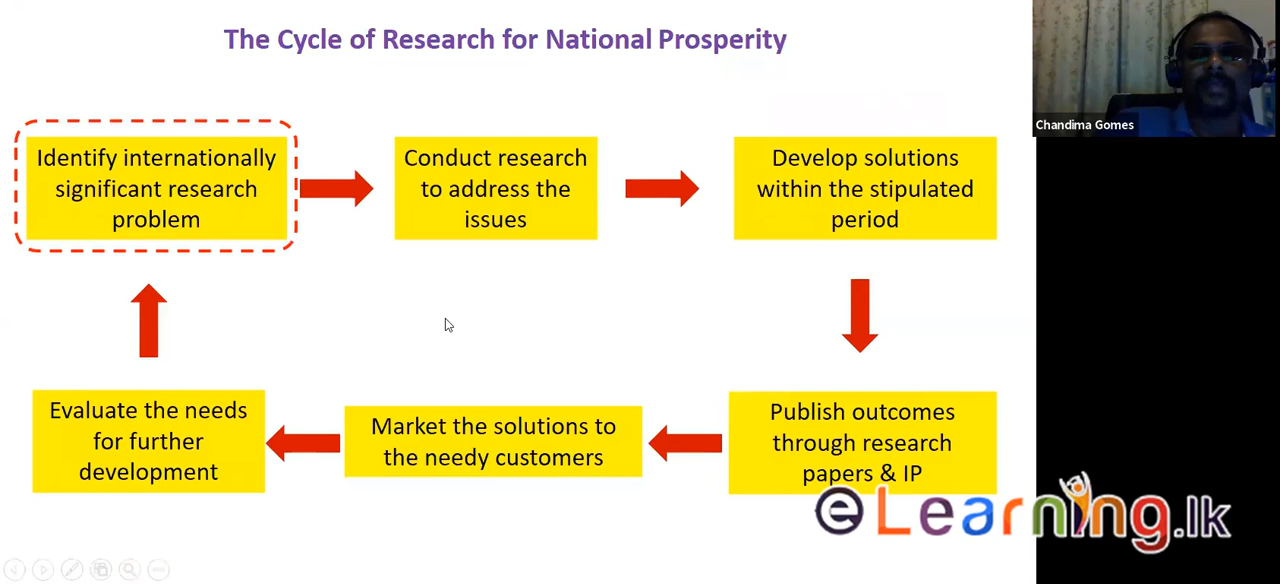 The Cycle of Research for National Prosperity
Chandima Gomes
Identify internationally
significant research
problem
Conduct research
to address the
issues
Develop solutions
within the stipulated
period
Publish outcomes
through research
papers & IP
Market the solutions to
the needy customers
Evaluate the needs
for further
development
eLearning.lk